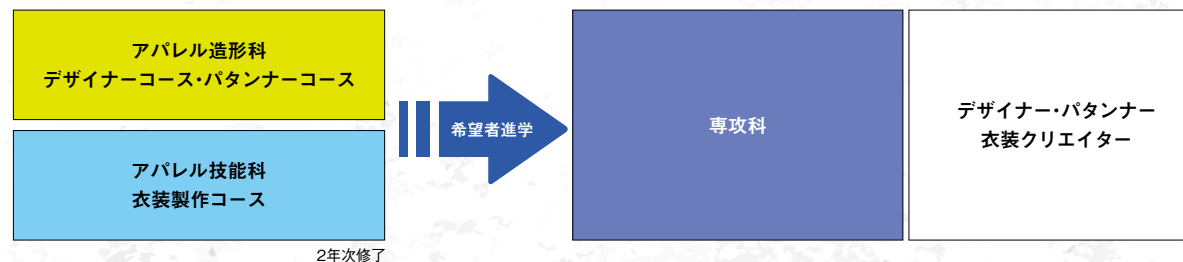 アパレル造形科
デザイナーコース・パタンナーコース
アパレル技能科
衣装製作コース
2年次修了
希望者進学
専攻科
デザイナー・パタンナー
衣装クリエイター